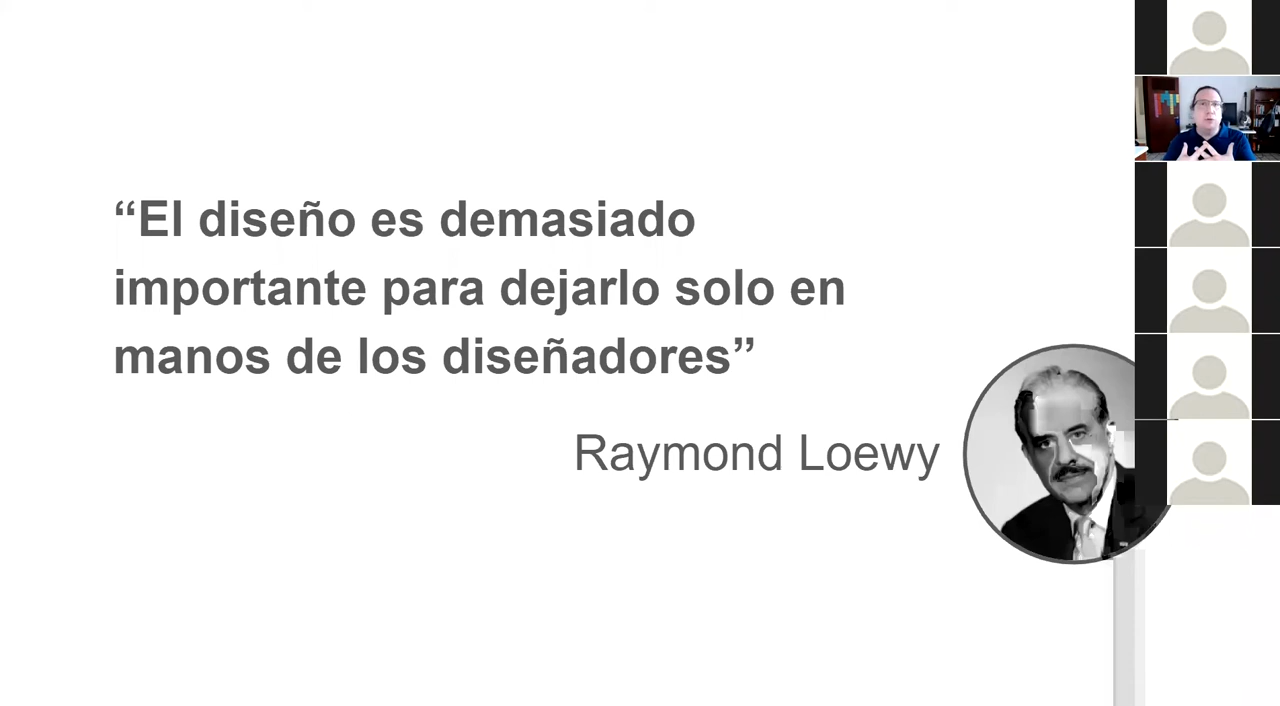 “El diseño es demasiado
importante para dejarlo solo en
manos de los diseñadores”
Raymond Loewy